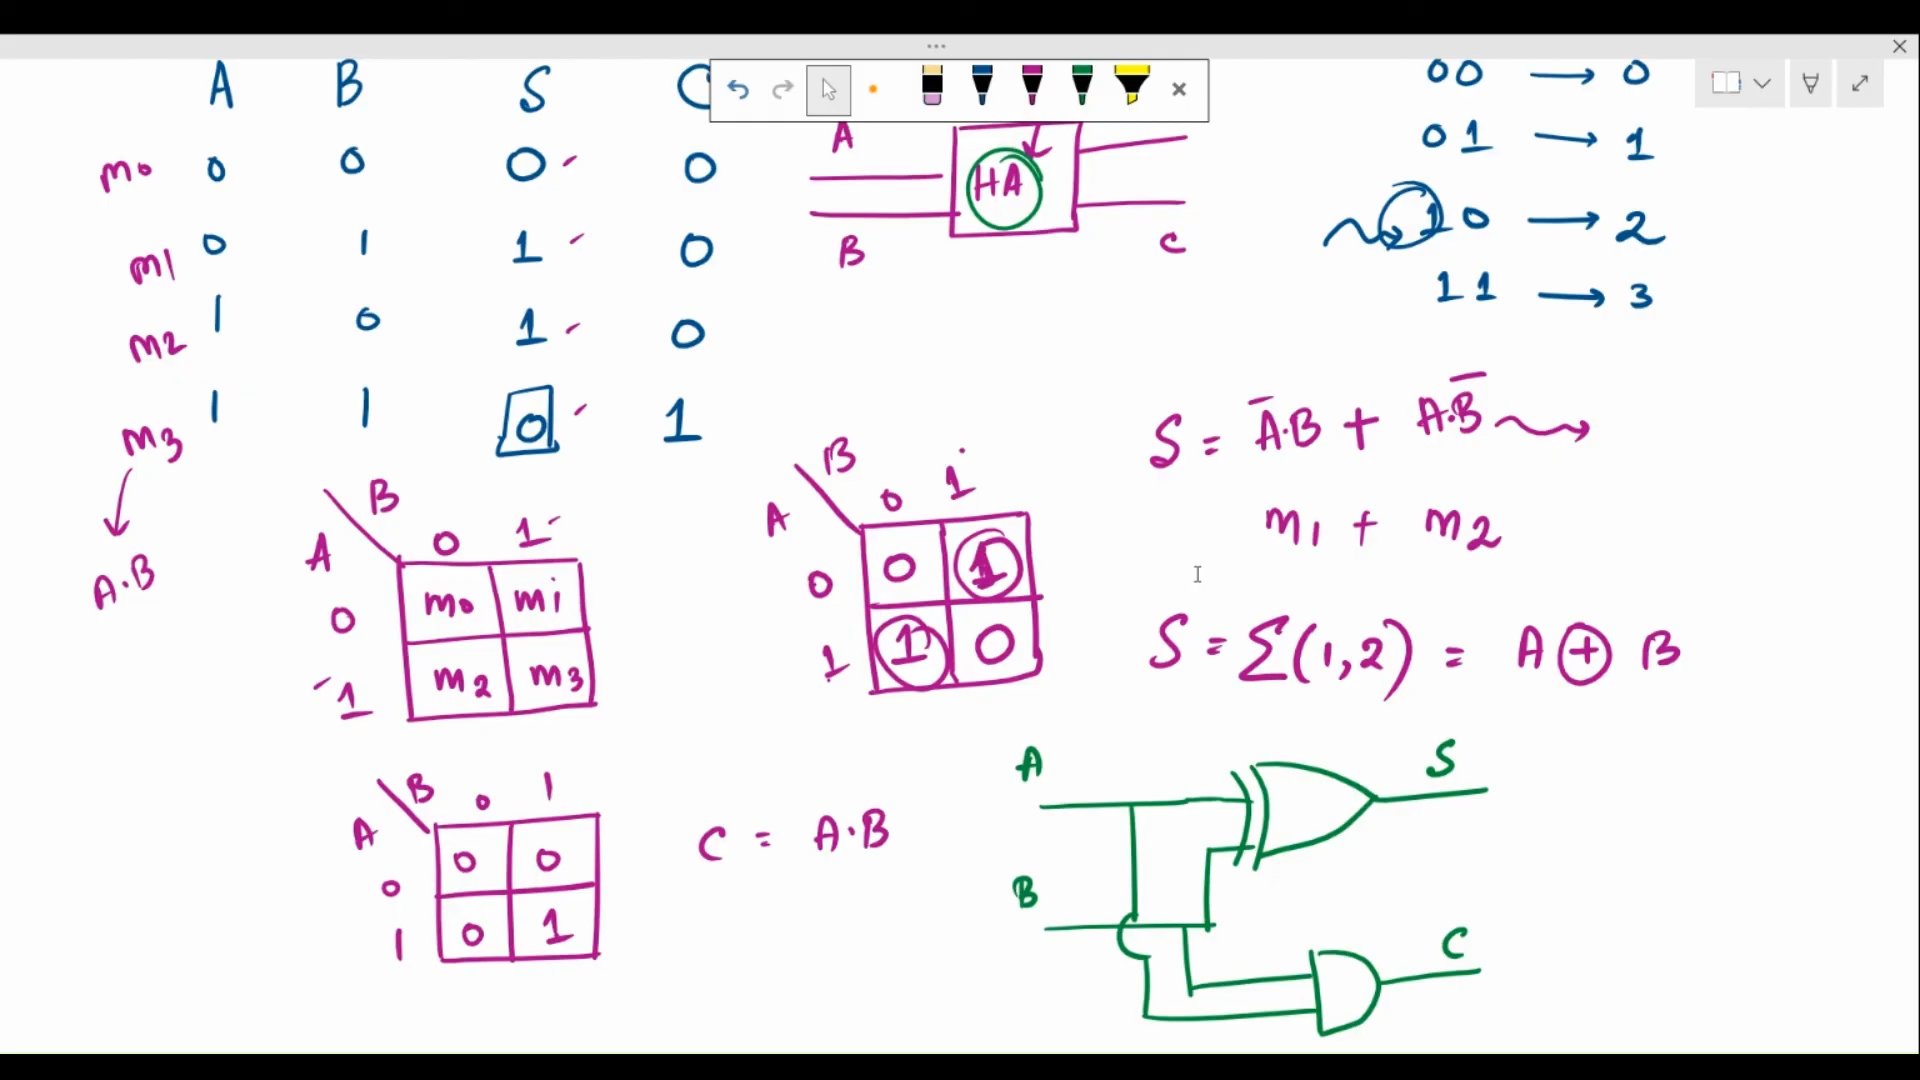 A B S C
m0 0 0 0 0
m1 0 1 1 0
m2 1 0 1 0
m3 1 1 0 1
A·B
A
B
HA
C
00 → 0
01 → 1
10 → 2
11 → 3
B
A 0 1
0 m0 m1
1 m2 m3
B
A 0 1
0 0 1
1 1 0
S = A̅·B + A·B̅
m1 + m2
S = Σ(1,2) = A ⊕ B
B 0 1
A
0 0 0
1 0 1
C = A·B
A S
B C